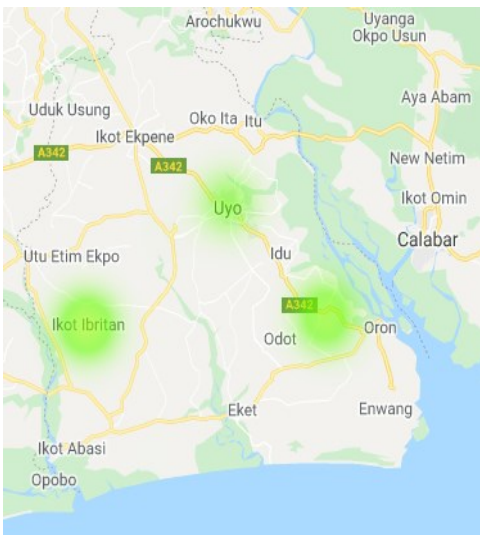 Arochukwu
Uyanga
Okpo Usun
Aya Abam
Uduk Usung
Oko Ita
Itu
Ikot Ekpene
A342
A342
New Netim
Ikot Omin
Uyo
Calabar
Utu Etim Ekpo
Idu
A342
Ikot Ibritan
Oron
Odot
Eket
Enwang
Ikot Abasi
Opobo